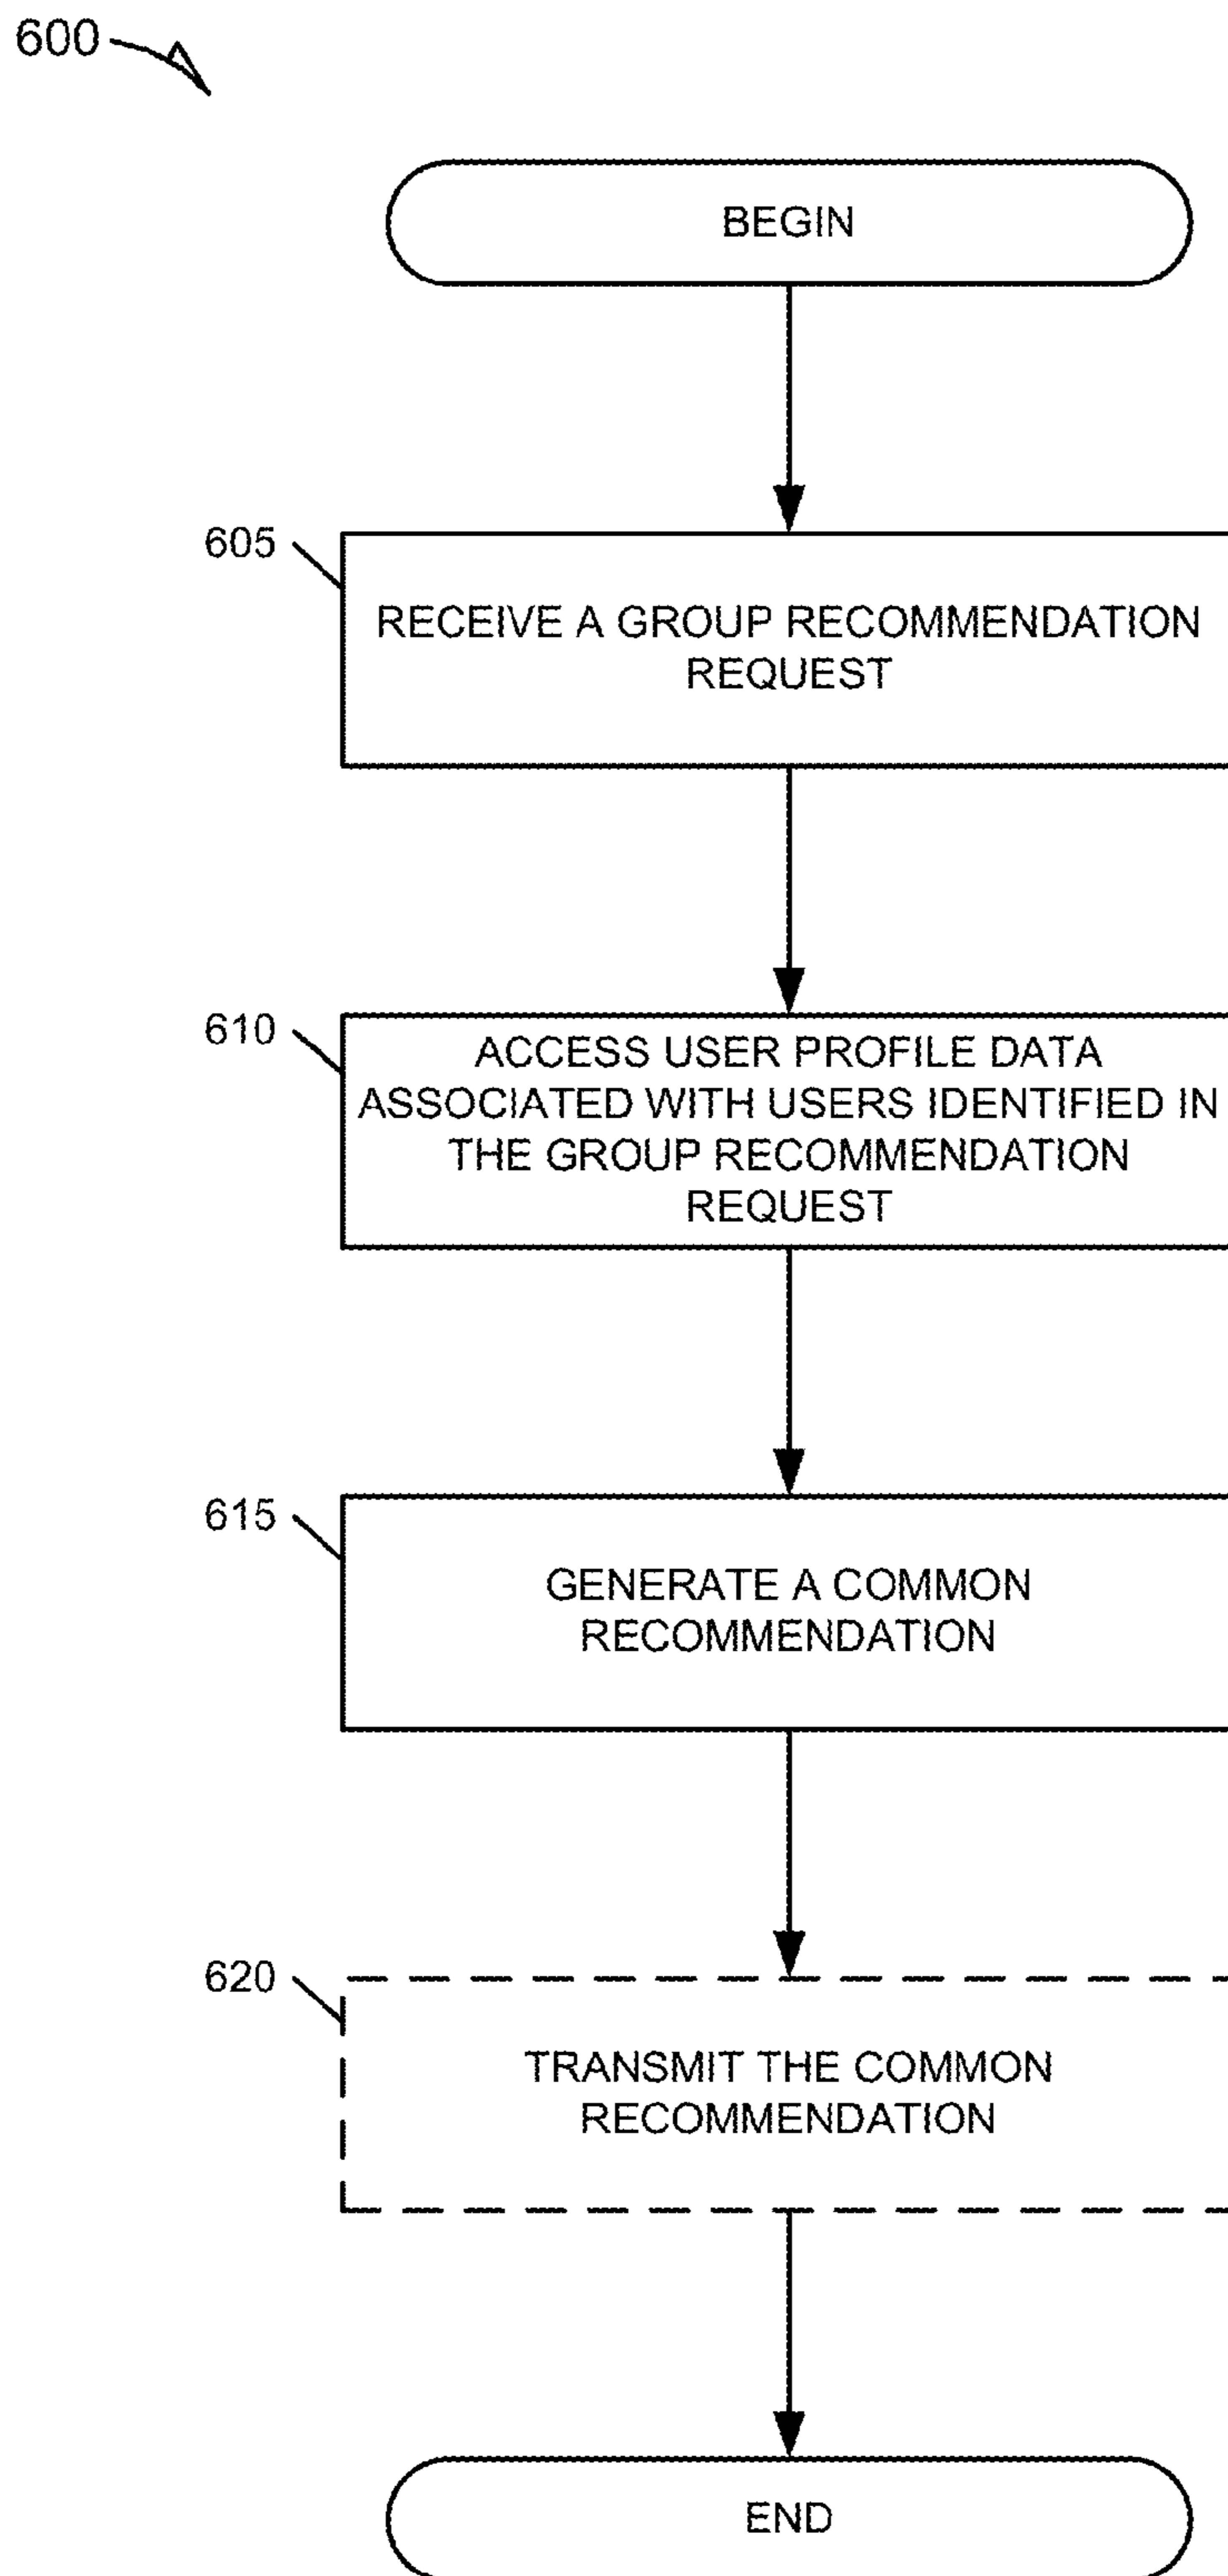 600
BEGIN
605
RECEIVE A GROUP RECOMMENDATION
REQUEST
610
ACCESS USER PROFILE DATA
ASSOCIATED WITH USERS IDENTIFIED IN
THE GROUP RECOMMENDATION
REQUEST
615
GENERATE A COMMON
RECOMMENDATION
620
TRANSMIT THE COMMON
RECOMMENDATION
END